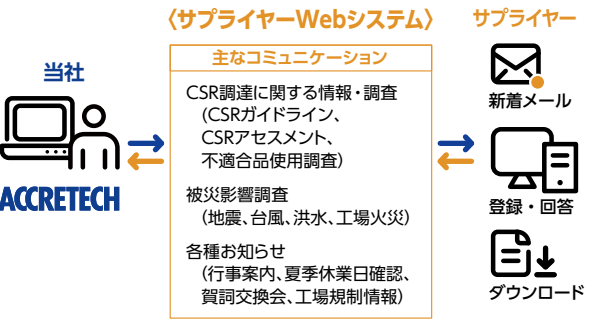 〈サプライヤーWebシステム〉
サプライヤー
主なコミュニケーション
当社
ACCRETECH
CSR調達に関する情報・調査
(CSRガイドライン、
CSRアセスメント、
不適合品使用調査)
被災影響調査
(地震、台風、洪水、工場火災)
各種お知らせ
(行事案内、夏季休業日確認、
賀詞交換会、工場規制情報)
新着メール
登録・回答
ダウンロード